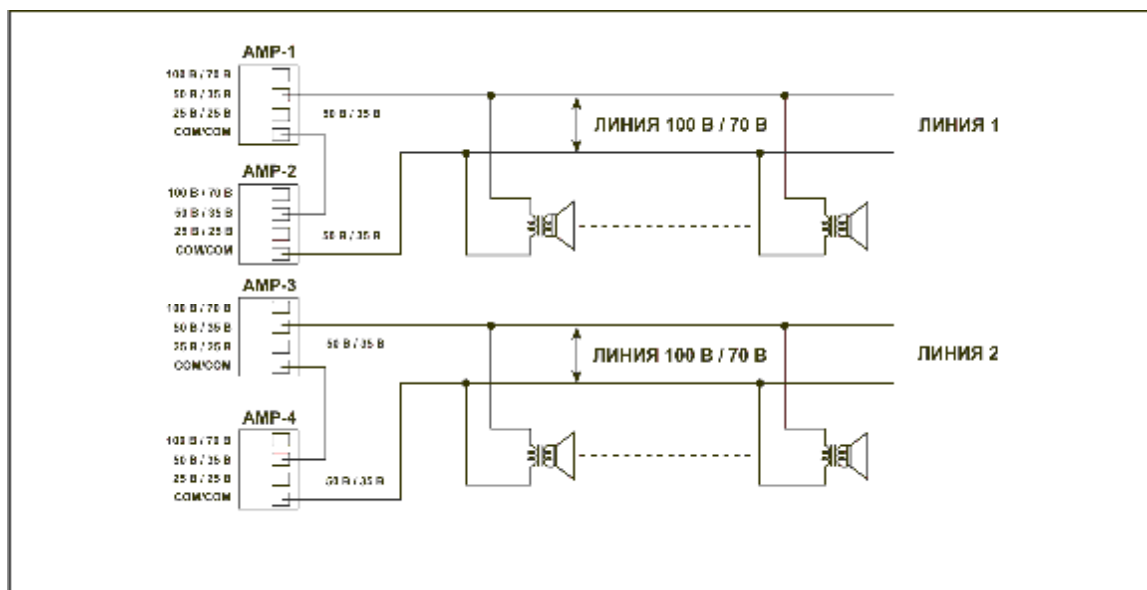 AMP-1
100 В / 70 В
50 В / 35 В
25 В / 25 В
COM/COM
50 В / 35 В
ЛИНИЯ 100 В / 70 В
ЛИНИЯ 1
AMP-2
100 В / 70 В
50 В / 35 В
25 В / 25 В
COM/COM
50 В / 35 В
AMP-3
100 В / 70 В
50 В / 35 В
25 В / 25 В
COM/COM
50 В / 35 В
ЛИНИЯ 100 В / 70 В
ЛИНИЯ 2
AMP-4
100 В / 70 В
50 В / 35 В
25 В / 25 В
COM/COM
50 В / 35 В